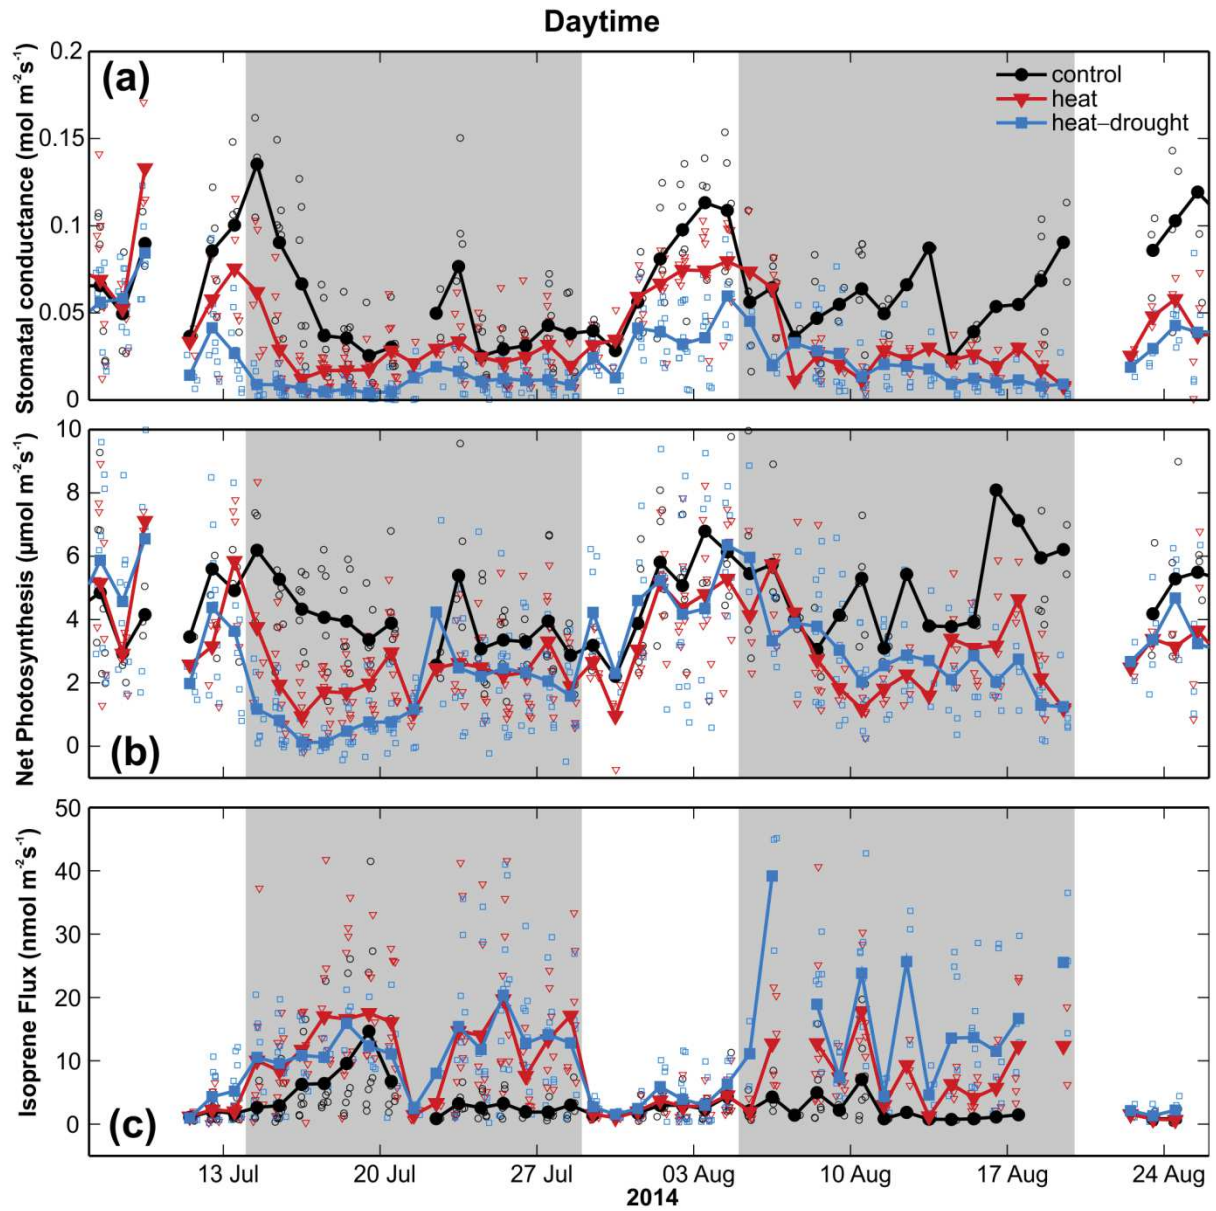 Daytime
(a)
Stomatal conductance (mol m⁻²s⁻¹)
0.2
0.15
0.1
0.05
0
control
heat
heat–drought
(b)
Net Photosynthesis (µmol m⁻²s⁻¹)
10
8
6
4
2
0
(c)
Isoprene Flux (nmol m⁻²s⁻¹)
50
40
30
20
10
0
13 Jul 20 Jul 27 Jul 03 Aug 10 Aug 17 Aug 24 Aug
2014